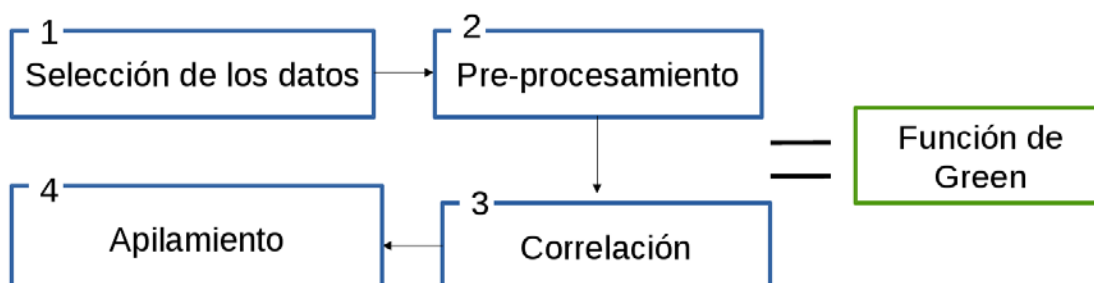 1
Selección de los datos
2
Pre-procesamiento
3
Correlación
4
Apilamiento
=
Función de
Green